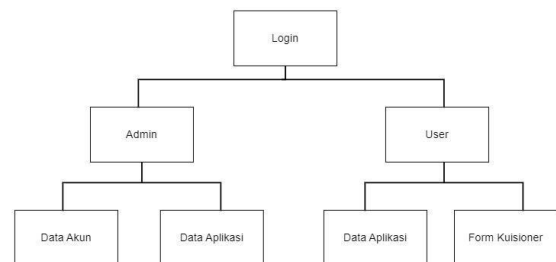 Login
Admin
User
Data Akun
Data Aplikasi
Data Aplikasi
Form Kuisioner